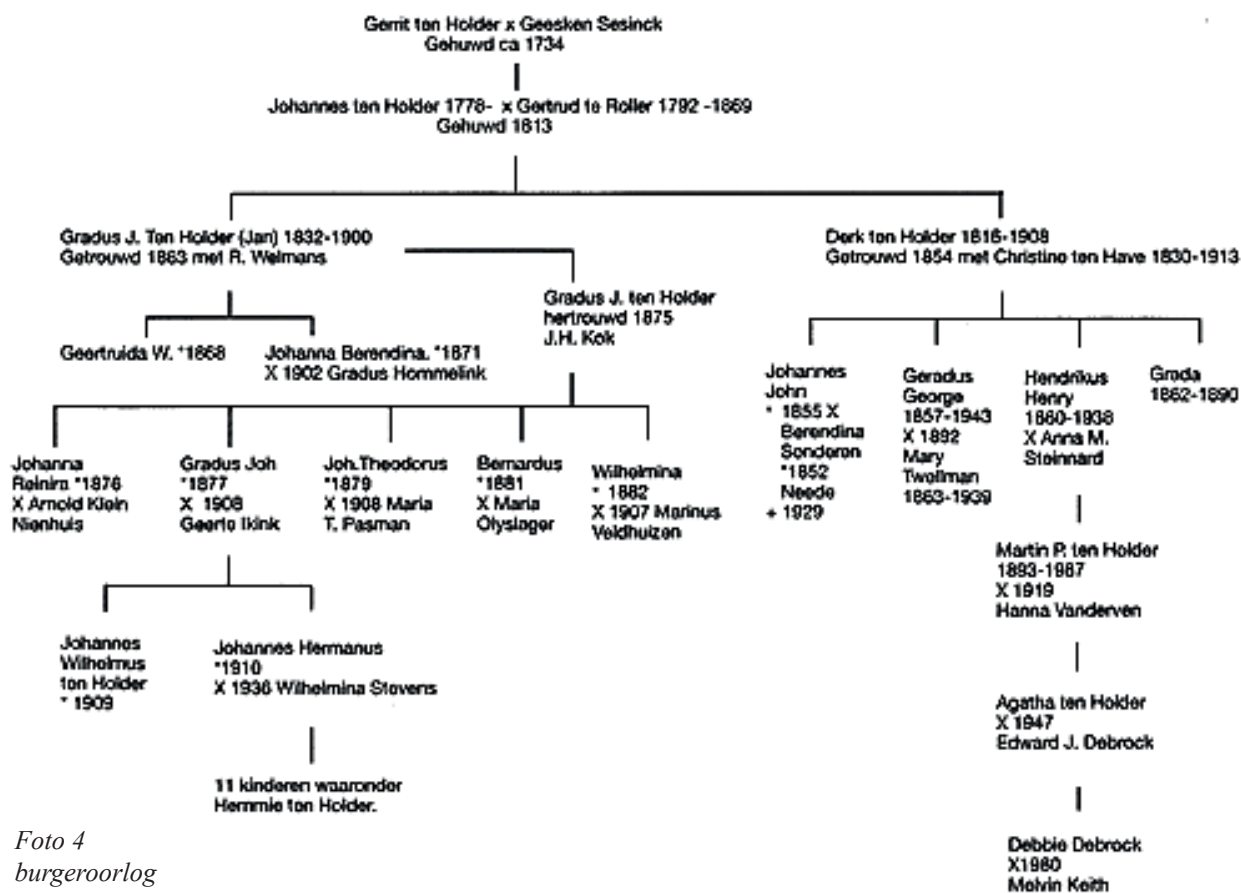 Gerrit ten Holder x Geesken Sesinck
Gehuwd ca 1734
Johannes ten Holder 1778- x Gertrud te Roller 1792 -1869
Gehuwd 1813
Gradus J. Ten Holder (Jan) 1832-1900
Getrouwd 1863 met R. Welmans
Derk ten Holder 1816-1908
Getrouwd 1854 met Christine ten Have 1830-1913
Gradus J. ten Holder
hertrouwd 1875
J.H. Kok
Geertruida W. *1868
Johanna Berendina. *1871
X 1902 Gradus Hommelink
Johannes
John
* 1855 X
Berendina
Sonderen
*1852
Neede
+ 1929
Geradus
George
1857-1943
X 1892
Mary
Twellman
1863-1939
Hendrikus
Henry
1860-1938
X Anna M.
Steinnard
Grada
1862-1890
Johanna
Reinira *1876
X Arnold Klein
Nienhuis
Gradus Joh
*1877
X 1908
Geerte Ikink
Joh.Theodorus
*1879
X 1908 Maria
T. Pasman
Bernardus
*1881
X Maria
Olyslager
Wilhelmina
* 1882
X 1907 Marinus
Veldhuizen
Martin P. ten Holder
1893-1987
X 1919
Hanna Vanderven
Johannes
Wilhelmus
ten Holder
* 1909
Johannes Hermanus
*1910
X 1936 Wilhelmina Stevens
Agatha ten Holder
X 1947
Edward J. Debrock
11 kinderen waaronder
Hemmie ten Holder.
Debbie Debrock
X1980
Melvin Keith
Foto 4
burgeroorlog